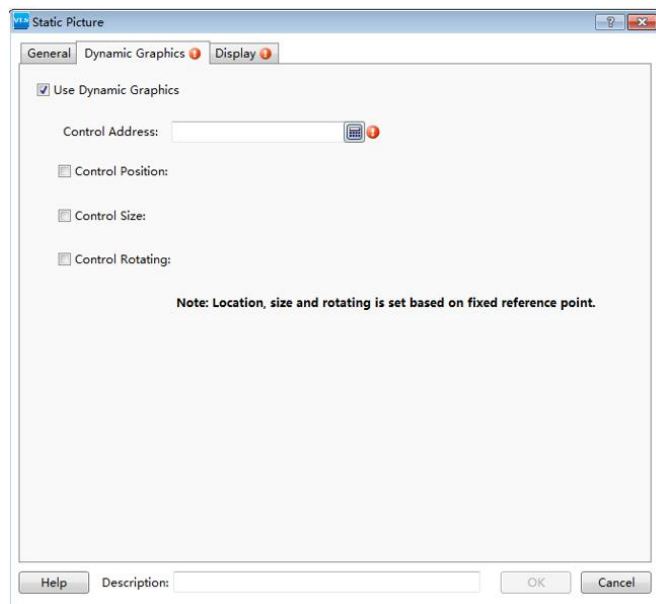 Static Picture
General Dynamic Graphics Display
Use Dynamic Graphics
Control Address:
Control Position:
Control Size:
Control Rotating:
Note: Location, size and rotating is set based on fixed reference point.
Help Description: OK Cancel